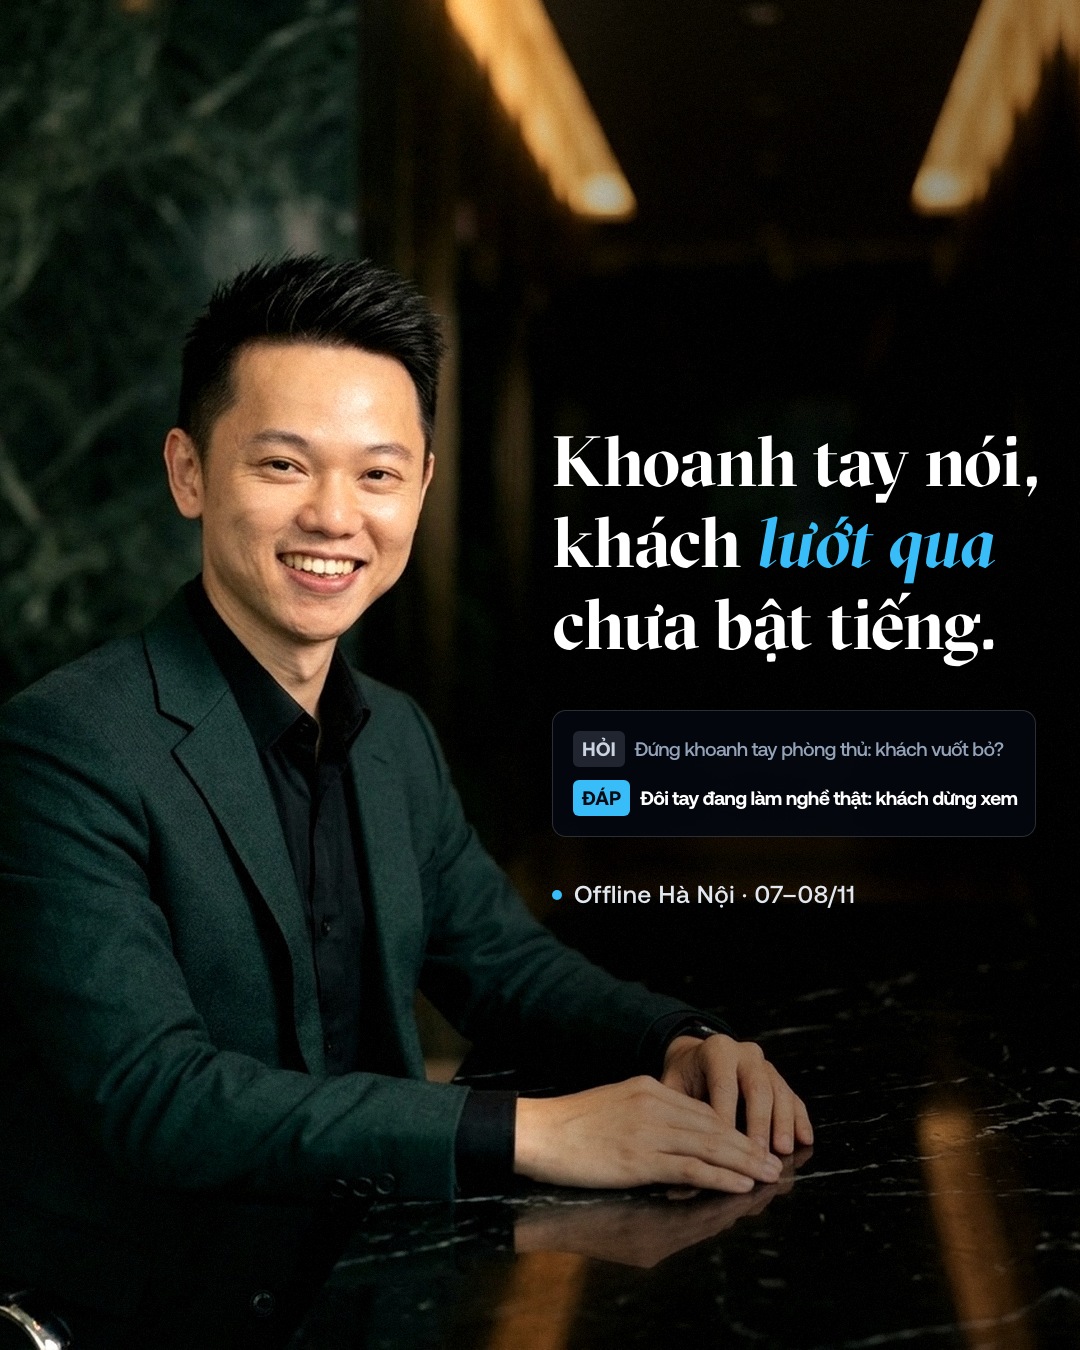 Khoanh tay nói,
khách lướt qua
chưa bật tiếng.
HỎI Đứng khoanh tay phòng thủ: khách vuốt bỏ?
ĐÁP Đôi tay đang làm nghề thật: khách dừng xem
Offline Hà Nội · 07–08/11